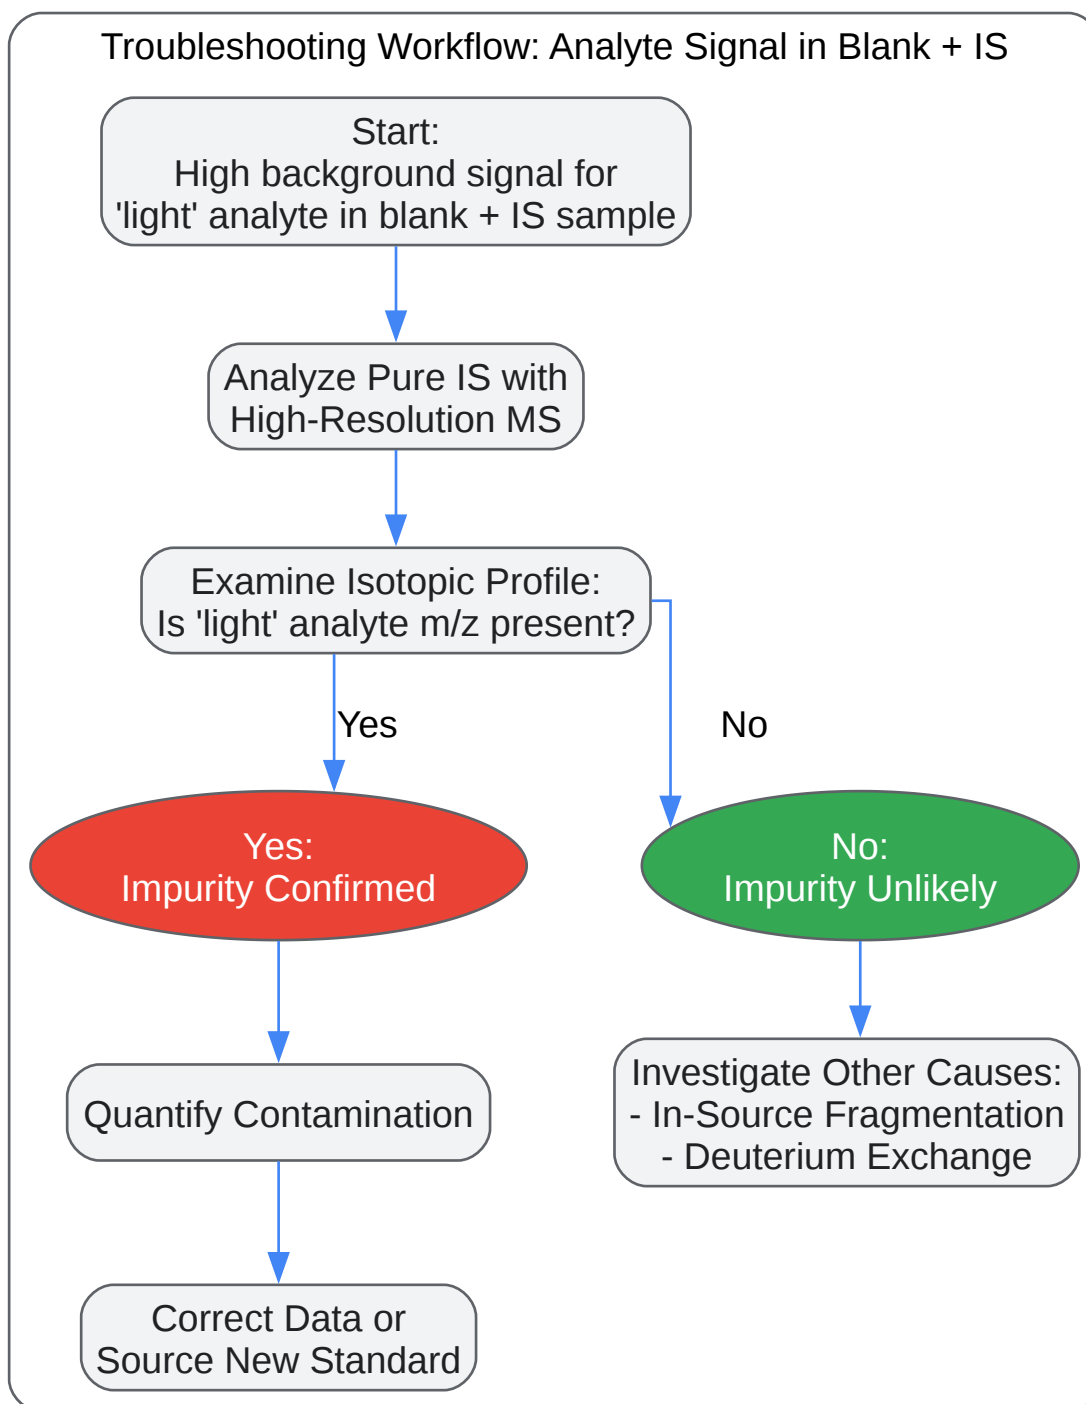 Troubleshooting Workflow: Analyte Signal in Blank + IS
Start:
High background signal for
'light' analyte in blank + IS sample
Analyze Pure IS with
High-Resolution MS
Examine Isotopic Profile:
Is 'light' analyte m/z present?
Yes
No
Yes:
Impurity Confirmed
No:
Impurity Unlikely
Quantify Contamination
Investigate Other Causes:
- In-Source Fragmentation
- Deuterium Exchange
Correct Data or
Source New Standard